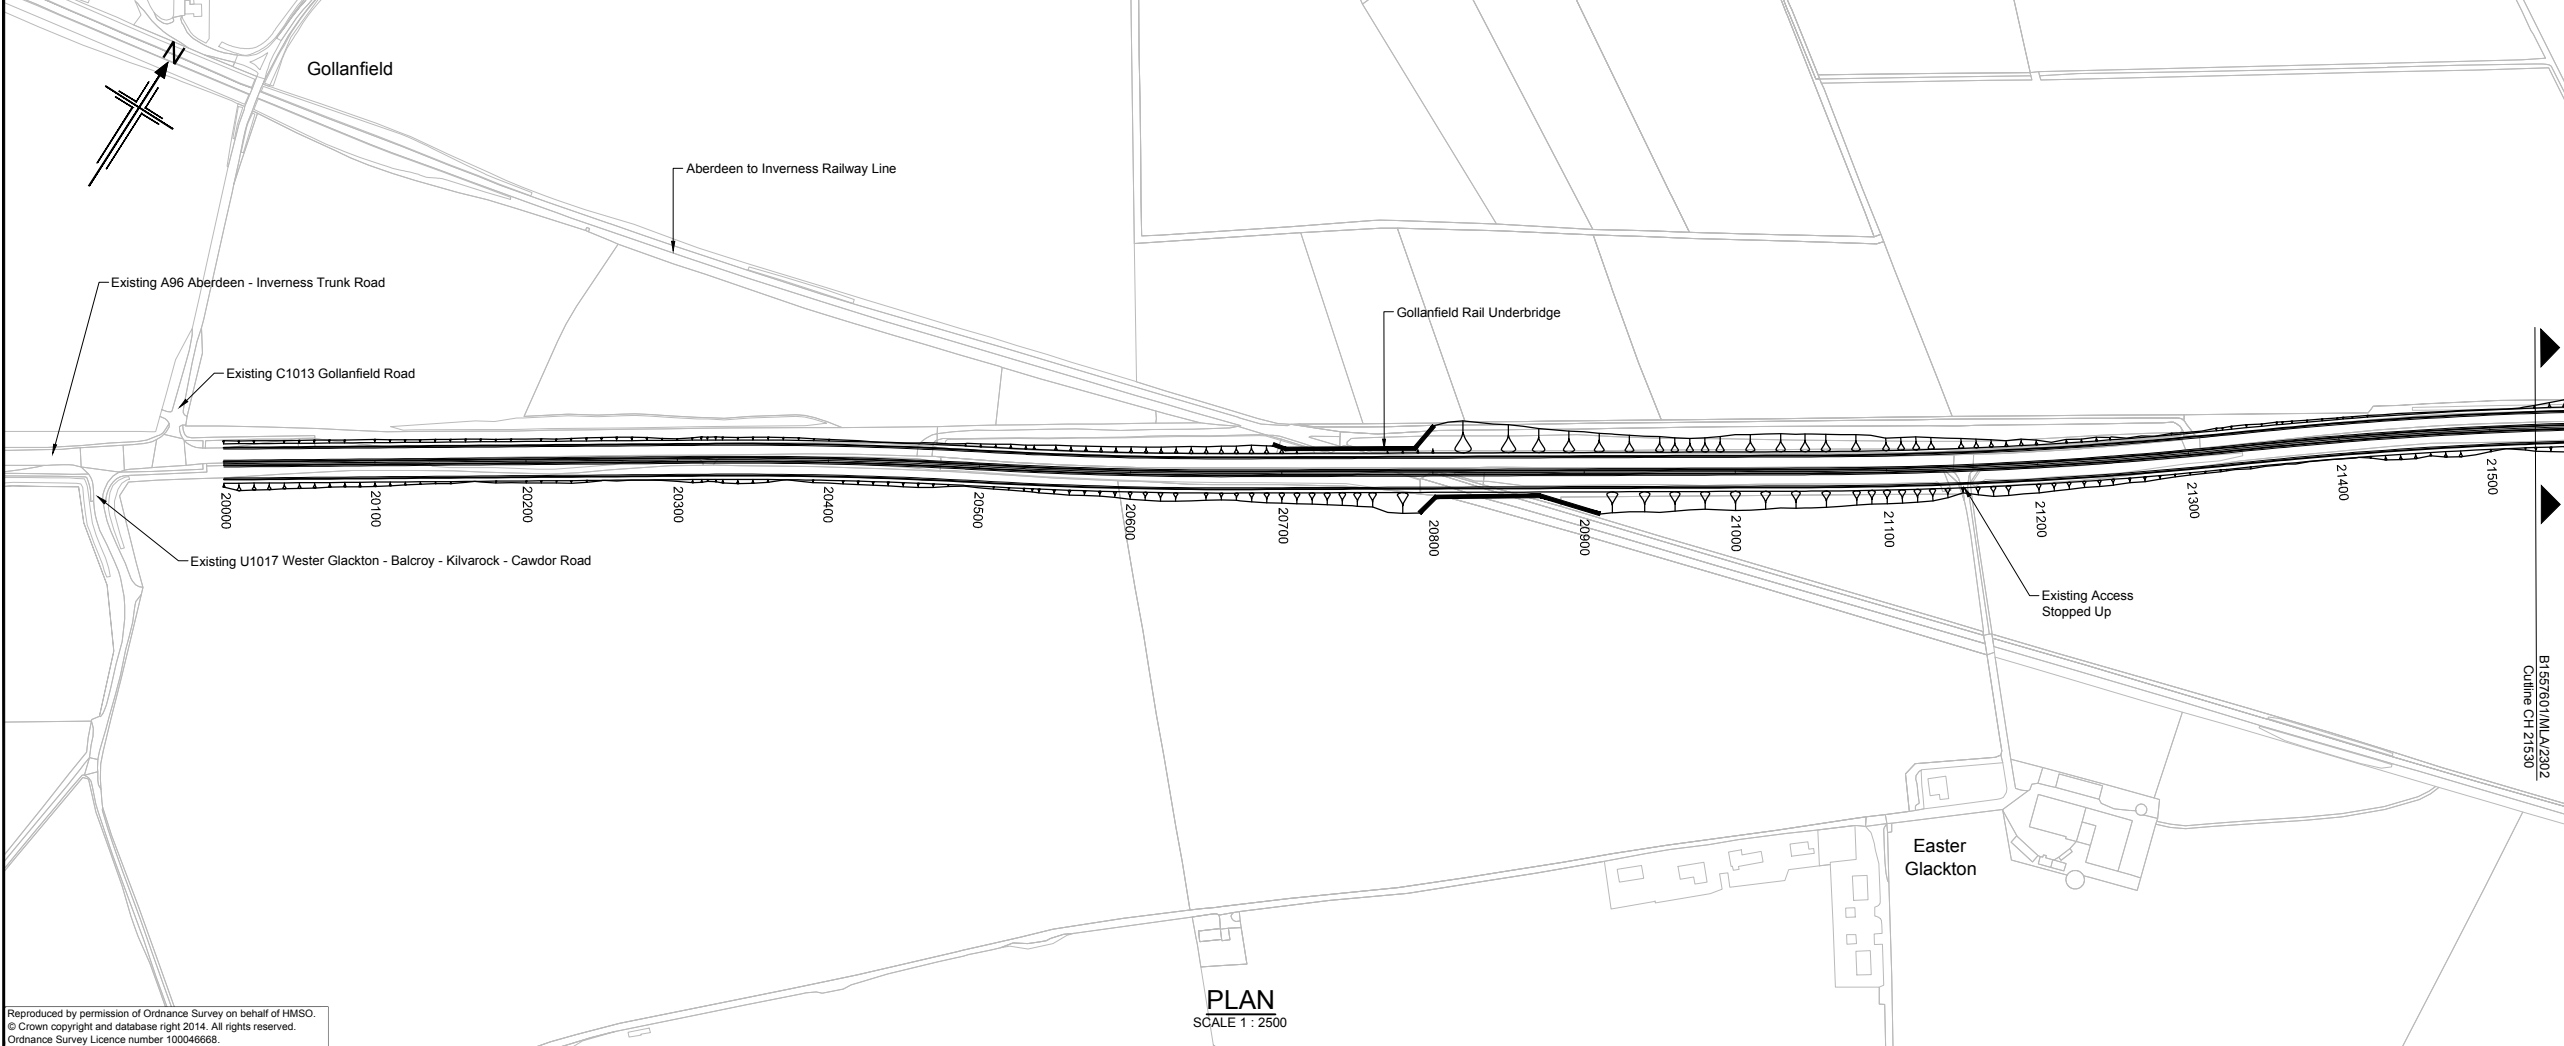 N
Gollanfield
Aberdeen to Inverness Railway Line
Existing A96 Aberdeen - Inverness Trunk Road
Gollanfield Rail Underbridge
Existing C1013 Gollanfield Road
20000
20100
20200
20300
20400
20500
20600
20700
20800
20900
21000
21100
21200
21300
21400
21500
Existing U1017 Wester Glackton - Balcroy - Kilvarock - Cawdor Road
Existing Access
Stopped Up
B1557601/MLA/2302
Cutline CH 21530
Easter
Glackton
PLAN
SCALE 1 : 2500
Reproduced by permission of Ordnance Survey on behalf of HMSO.
© Crown copyright and database right 2014. All rights reserved.
Ordnance Survey Licence number 100046668.